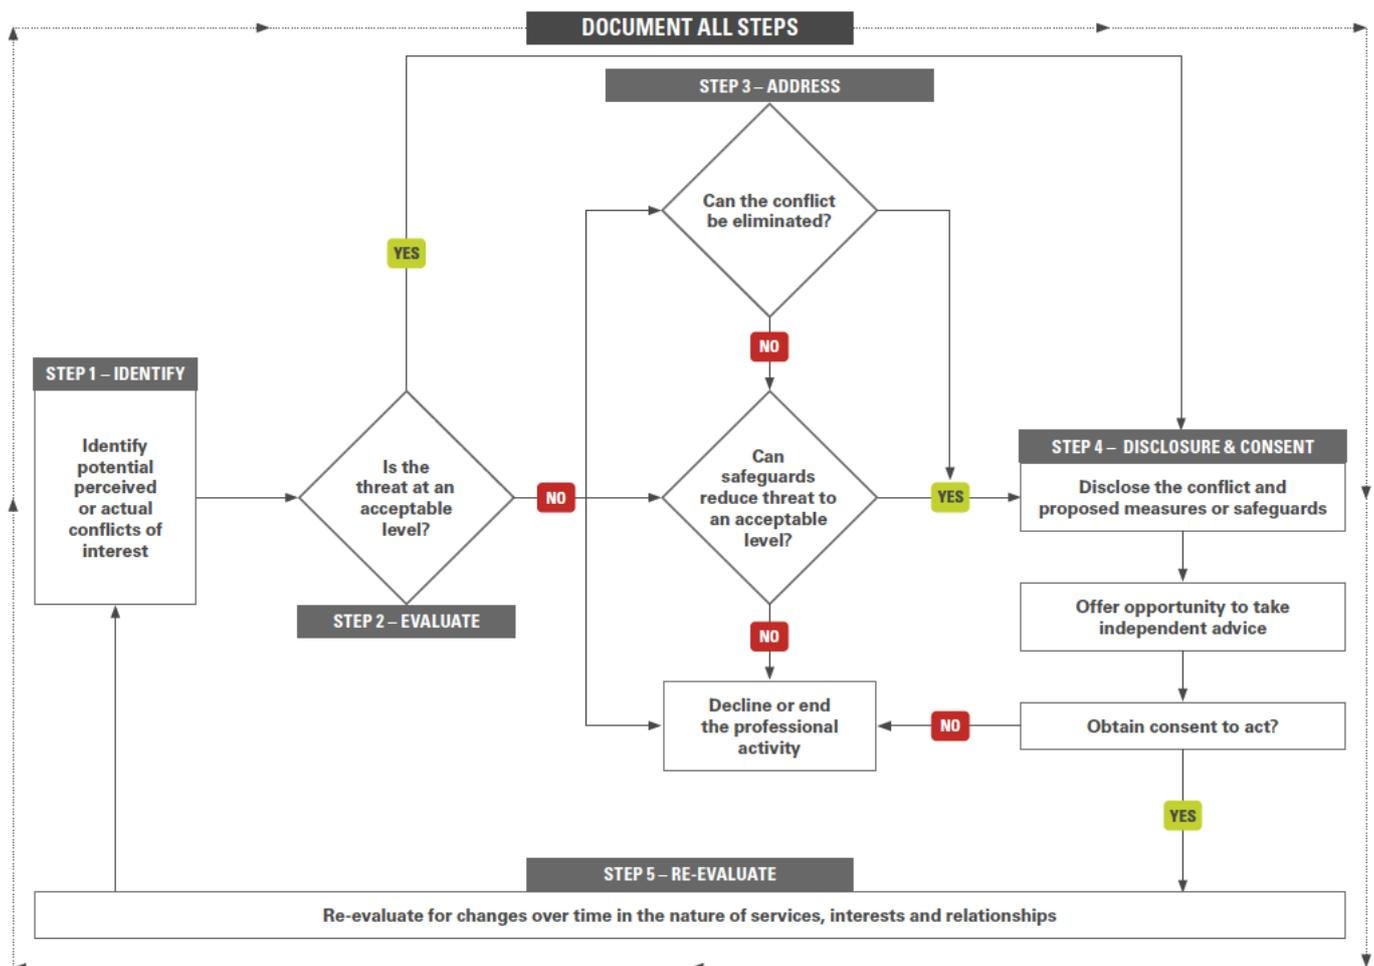 DOCUMENT ALL STEPS
STEP 3 – ADDRESS
Can the conflict
be eliminated?
YES
NO
STEP 1 – IDENTIFY
Identify
potential
perceived
or actual
conflicts of
interest
Is the
threat at an
acceptable
level?
STEP 2 – EVALUATE
NO
Can
safeguards
reduce threat to
an acceptable
level?
YES
NO
STEP 4 – DISCLOSURE & CONSENT
Disclose the conflict and
proposed measures or safeguards
Offer opportunity to take
independent advice
Obtain consent to act?
NO
Decline or end
the professional
activity
YES
STEP 5 – RE-EVALUATE
Re-evaluate for changes over time in the nature of services, interests and relationships